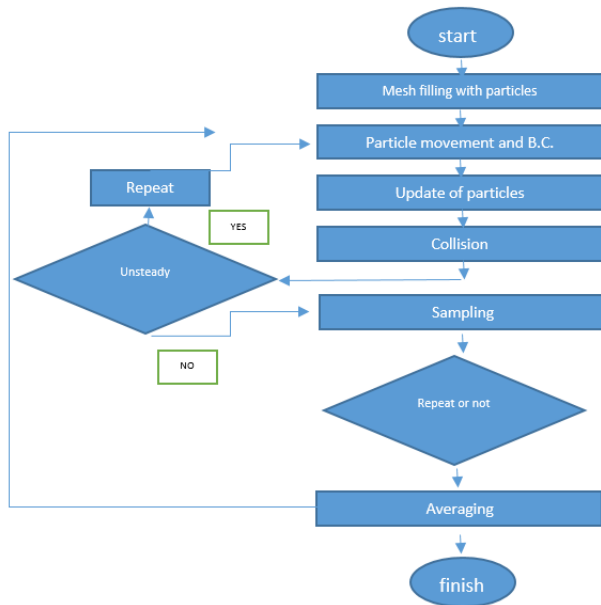 start
Mesh filling with particles
Particle movement and B.C.
Repeat
Update of particles
YES
Collision
Unsteady
Sampling
NO
Repeat or not
Averaging
finish